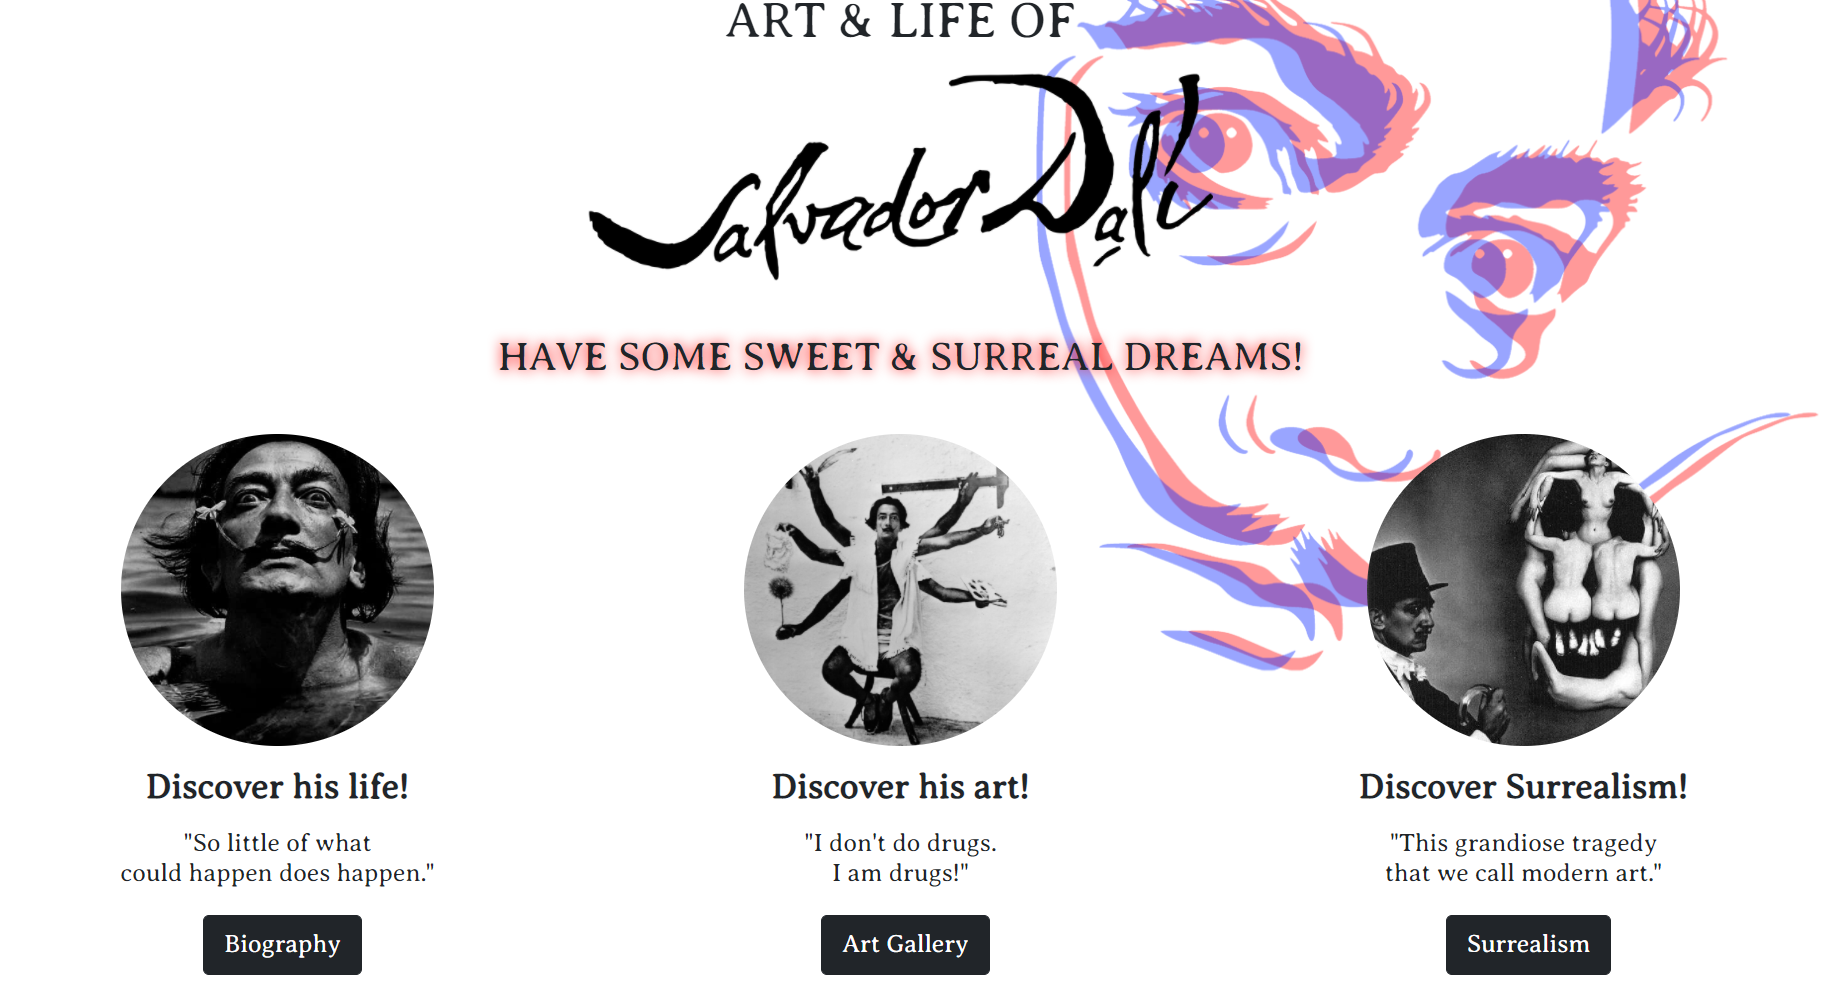 ART & LIFE OF
Salvador Dalí
HAVE SOME SWEET & SURREAL DREAMS!
Discover his life!
"So little of what
could happen does happen."
Biography
Discover his art!
"I don't do drugs.
I am drugs!"
Art Gallery
Discover Surrealism!
"This grandiose tragedy
that we call modern art."
Surrealism